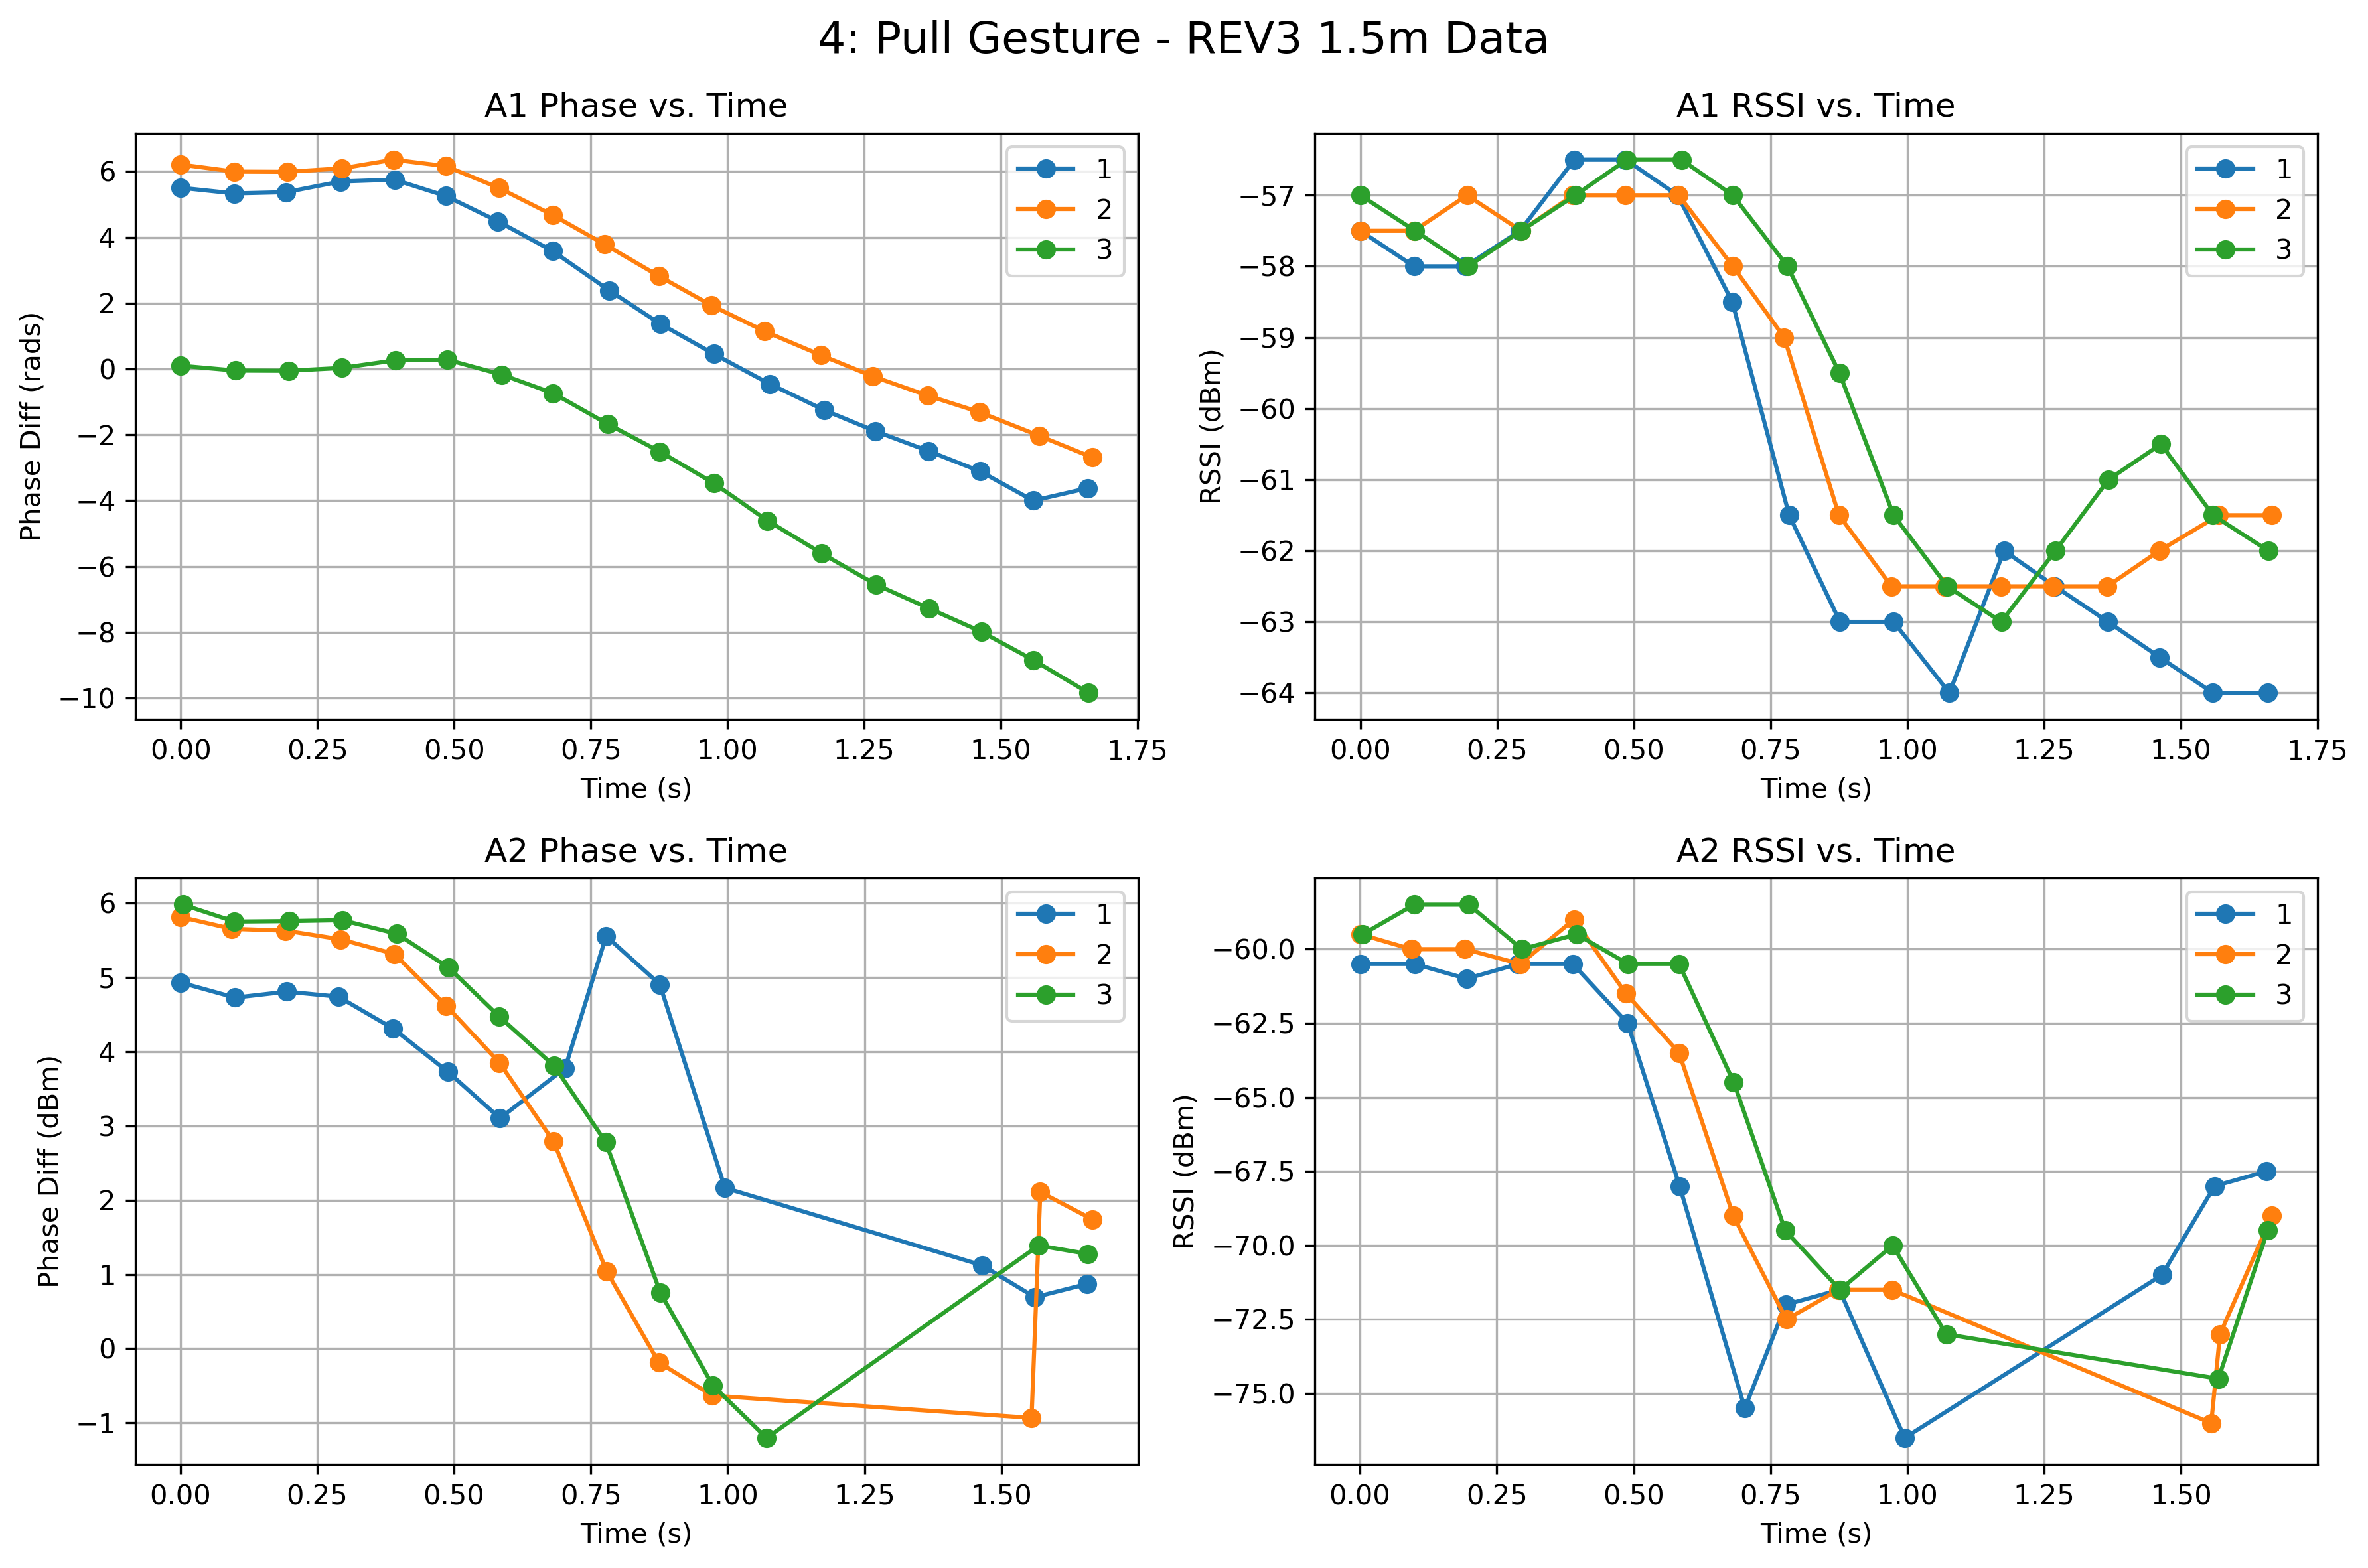 4: Pull Gesture - REV3 1.5m Data
A1 Phase vs. Time
Phase Diff (rads)
6
4
2
0
−2
−4
−6
−8
−10
0.00 0.25 0.50 0.75 1.00 1.25 1.50 1.75
Time (s)
1
2
3
A1 RSSI vs. Time
RSSI (dBm)
−57
−58
−59
−60
−61
−62
−63
−64
0.00 0.25 0.50 0.75 1.00 1.25 1.50 1.75
Time (s)
1
2
3
A2 Phase vs. Time
Phase Diff (dBm)
6
5
4
3
2
1
0
−1
0.00 0.25 0.50 0.75 1.00 1.25 1.50
Time (s)
1
2
3
A2 RSSI vs. Time
RSSI (dBm)
−60.0
−62.5
−65.0
−67.5
−70.0
−72.5
−75.0
0.00 0.25 0.50 0.75 1.00 1.25 1.50
Time (s)
1
2
3